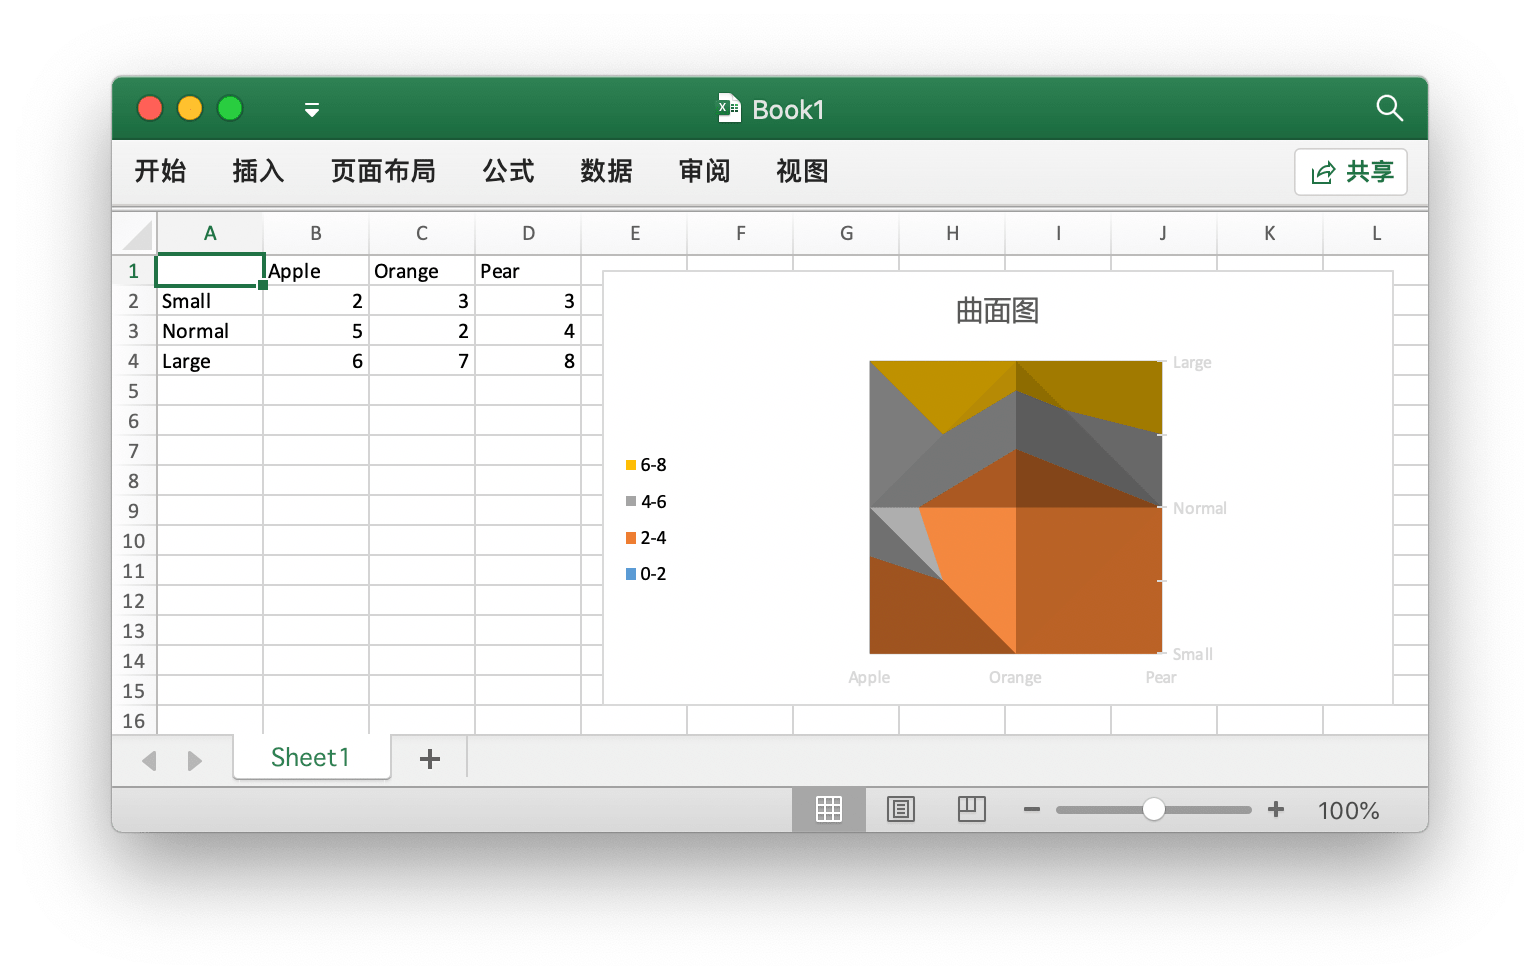 Book1
开始 插入 页面布局 公式 数据 审阅 视图 共享
A B C D E F G H I J K L
1 Apple Orange Pear
2 Small 2 3 3
3 Normal 5 2 4
4 Large 6 7 8
5
6
7
8
9
10
11
12
13
14
15
16
曲面图
6-8
4-6
2-4
0-2
Large
Normal
Small
Apple Orange Pear
Sheet1
100%